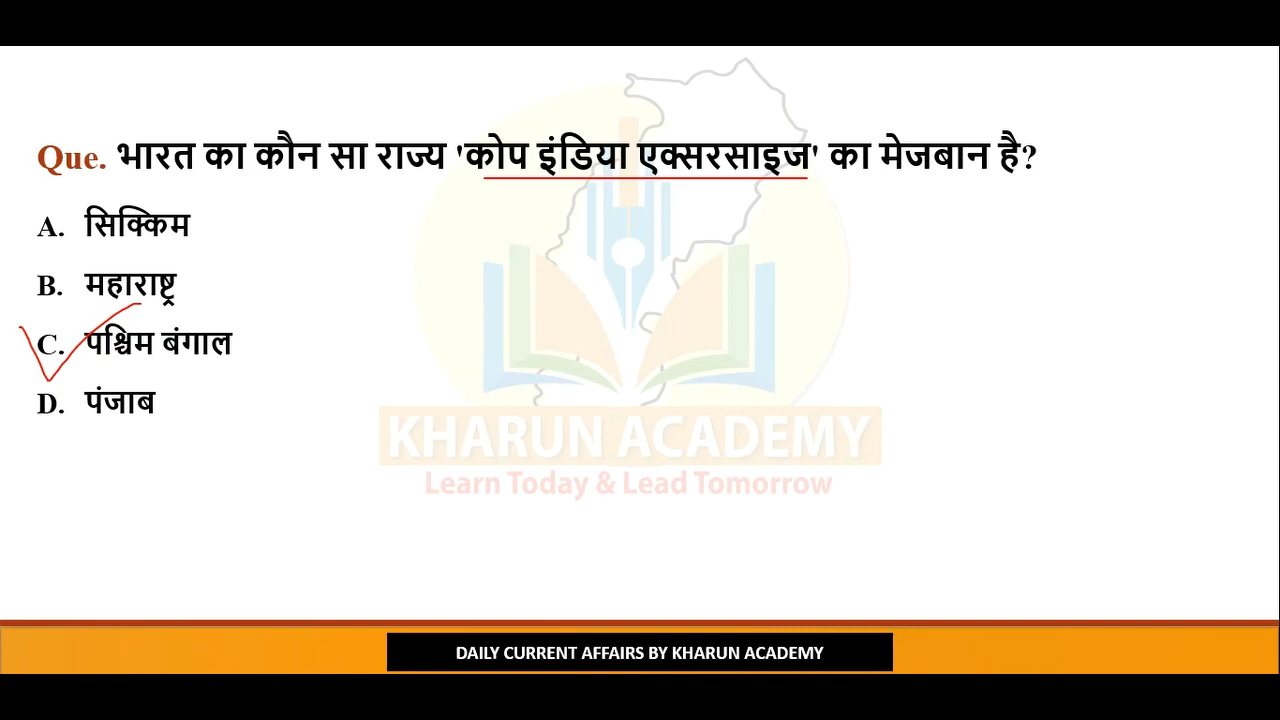 Que. भारत का कौन सा राज्य 'कोप इंडिया एक्सरसाइज' का मेजबान है?
A. सिक्किम
B. महाराष्ट्र
C. पश्चिम बंगाल
D. पंजाब
KHARUN ACADEMY
Learn Today & Lead Tomorrow
DAILY CURRENT AFFAIRS BY KHARUN ACADEMY